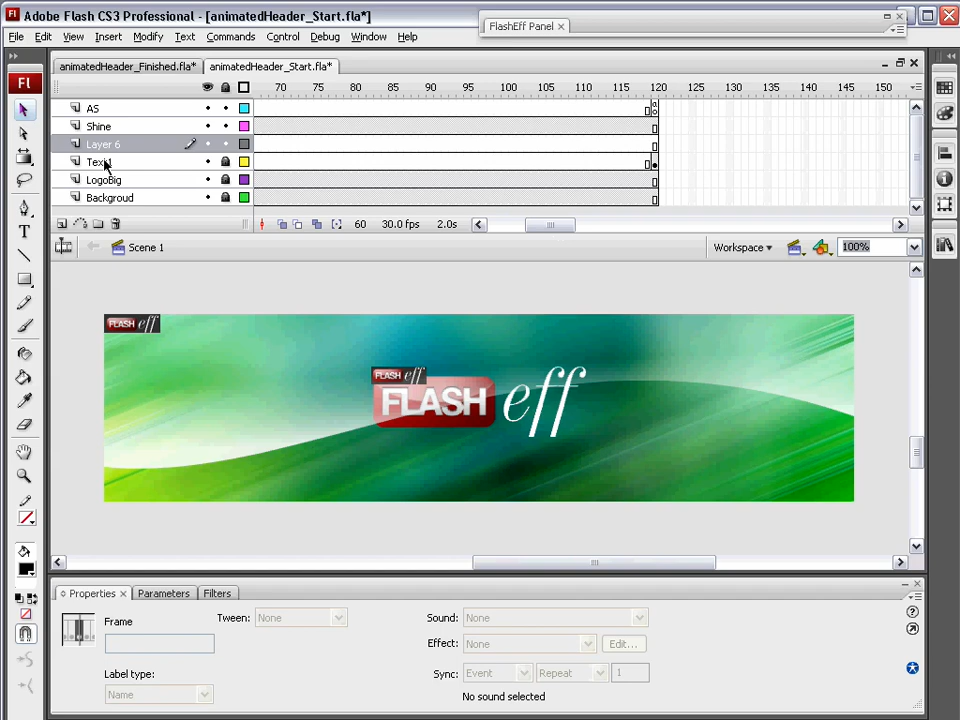 Fl Adobe Flash CS3 Professional - [animatedHeader_Start.fla*]
FlashEff Panel
File Edit View Insert Modify Text Commands Control Debug Window Help
Fl
animatedHeader_Finished.fla* animatedHeader_Start.fla*
70 75 80 85 90 95 100 105 110 115 120 125 130 135 140 145 150
AS
Shine
Layer 6
LogoBig
Backgroud
60 30.0 fps 2.0s
Scene 1 Workspace 100%
FLASH eff
FLASH eff
FLASH eff
Properties Parameters Filters
Frame Tween: None Sound: None
Effect: None Edit...
Label type: Sync: Event Repeat 1
Name No sound selected